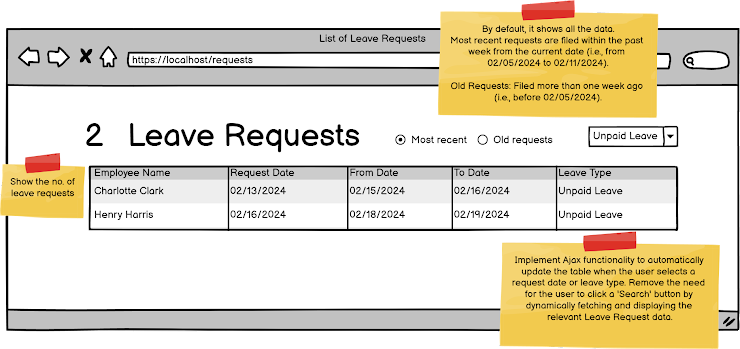 List of Leave Requests
https://localhost/requests
By default, it shows all the data.
Most recent requests are filed within the past
week from the current date (i.e., from
02/05/2024 to 02/11/2024).
Old Requests: Filed more than one week ago
(i.e., before 02/05/2024).
2 Leave Requests
Most recent Old requests Unpaid Leave
Show the no. of
leave requests
Employee Name Request Date From Date To Date Leave Type
Charlotte Clark 02/13/2024 02/15/2024 02/16/2024 Unpaid Leave
Henry Harris 02/16/2024 02/18/2024 02/19/2024 Unpaid Leave
Implement Ajax functionality to automatically
update the table when the user selects a
request date or leave type. Remove the need
for the user to click a 'Search' button by
dynamically fetching and displaying the
relevant Leave Request data.